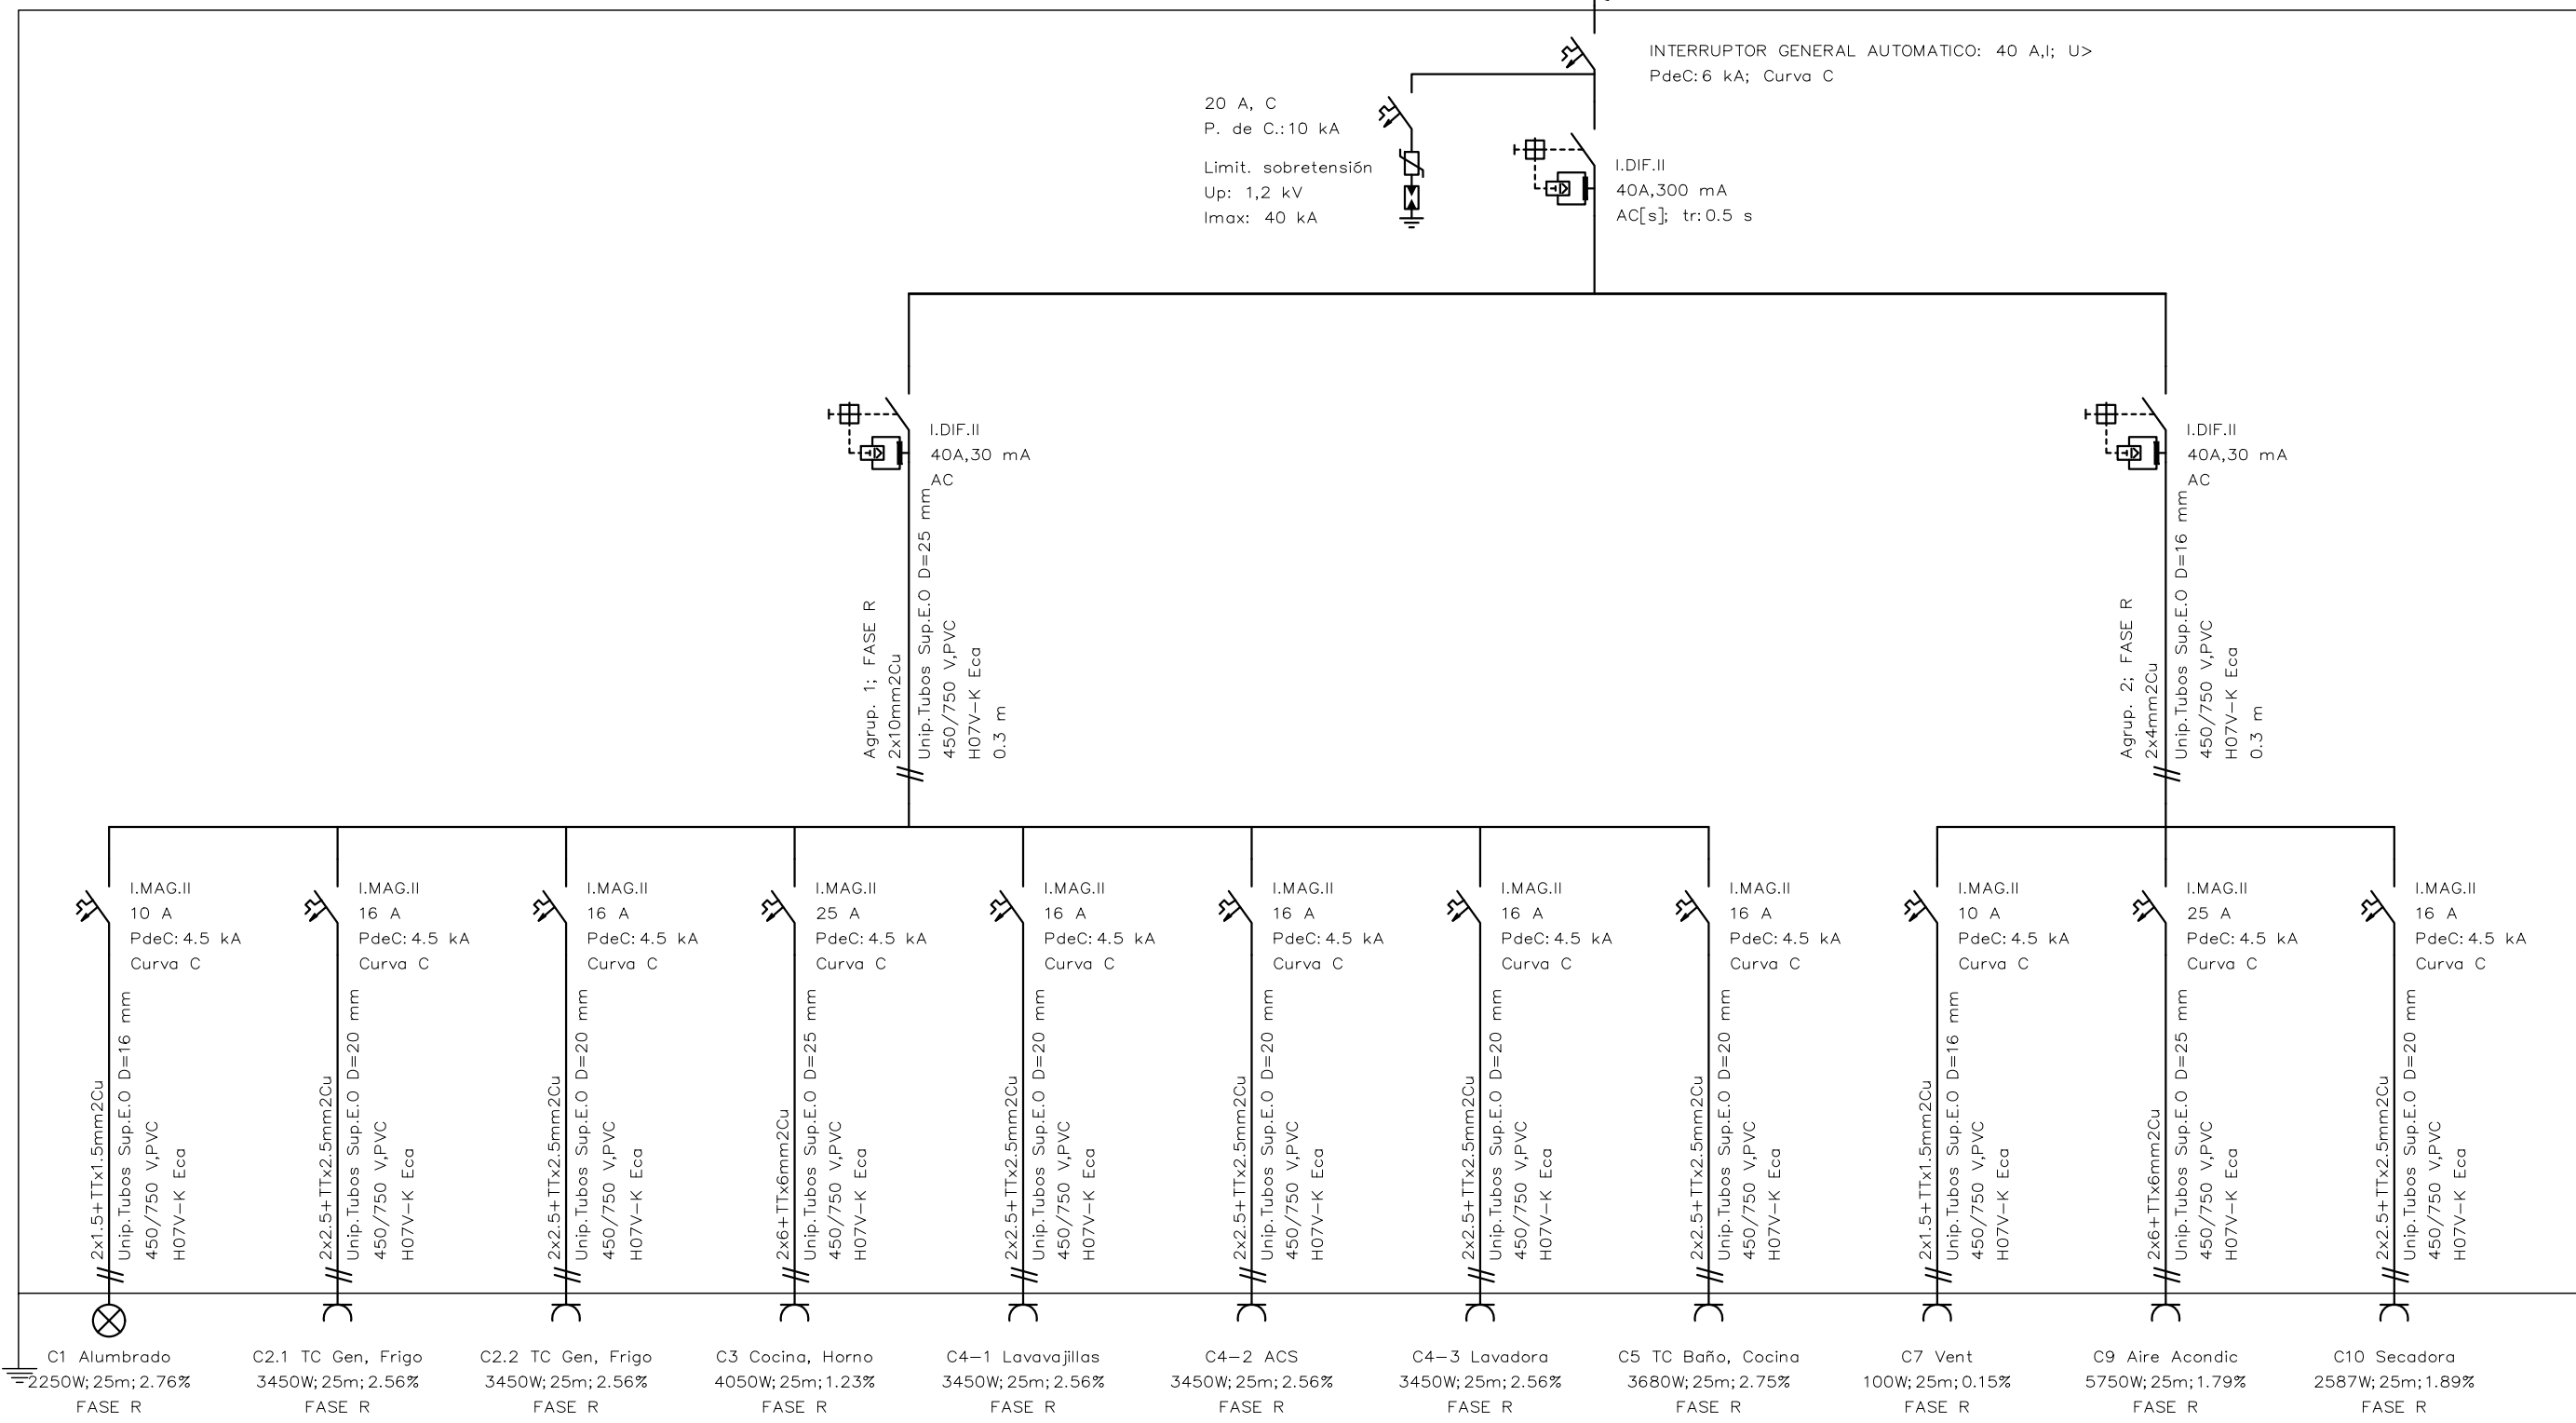 INTERRUPTOR GENERAL AUTOMATICO: 40 A,I; U>
PdeC:6 kA; Curva C
20 A, C
P. de C.:10 kA
Limit. sobretensión
Up: 1,2 kV
Imax: 40 kA
I.DIF.II
40A,300 mA
AC[s]; tr:0.5 s
I.DIF.II
40A,30 mA
AC
Agrup. 1; FASE R
2x10mm2Cu
Unip.Tubos Sup.E.O D=25 mm
450/750 V,PVC
H07V-K Eca
0.3 m
I.DIF.II
40A,30 mA
AC
Agrup. 2; FASE R
2x4mm2Cu
Unip.Tubos Sup.E.O D=16 mm
450/750 V,PVC
H07V-K Eca
0.3 m
I.MAG.II
10 A
PdeC:4.5 kA
Curva C
2x1.5+TTx1.5mm2Cu
Unip.Tubos Sup.E.O D=16 mm
450/750 V,PVC
H07V-K Eca
C1 Alumbrado
2250W;25m;2.76%
FASE R
I.MAG.II
16 A
PdeC:4.5 kA
Curva C
2x2.5+TTx2.5mm2Cu
Unip.Tubos Sup.E.O D=20 mm
450/750 V,PVC
H07V-K Eca
C2.1 TC Gen, Frigo
3450W;25m;2.56%
FASE R
I.MAG.II
16 A
PdeC:4.5 kA
Curva C
2x2.5+TTx2.5mm2Cu
Unip.Tubos Sup.E.O D=20 mm
450/750 V,PVC
H07V-K Eca
C2.2 TC Gen, Frigo
3450W;25m;2.56%
FASE R
I.MAG.II
25 A
PdeC:4.5 kA
Curva C
2x6+TTx6mm2Cu
Unip.Tubos Sup.E.O D=25 mm
450/750 V,PVC
H07V-K Eca
C3 Cocina, Horno
4050W;25m;1.23%
FASE R
I.MAG.II
16 A
PdeC:4.5 kA
Curva C
2x2.5+TTx2.5mm2Cu
Unip.Tubos Sup.E.O D=20 mm
450/750 V,PVC
H07V-K Eca
C4-1 Lavavajillas
3450W;25m;2.56%
FASE R
I.MAG.II
16 A
PdeC:4.5 kA
Curva C
2x2.5+TTx2.5mm2Cu
Unip.Tubos Sup.E.O D=20 mm
450/750 V,PVC
H07V-K Eca
C4-2 ACS
3450W;25m;2.56%
FASE R
I.MAG.II
16 A
PdeC:4.5 kA
Curva C
2x2.5+TTx2.5mm2Cu
Unip.Tubos Sup.E.O D=20 mm
450/750 V,PVC
H07V-K Eca
C4-3 Lavadora
3450W;25m;2.56%
FASE R
I.MAG.II
16 A
PdeC:4.5 kA
Curva C
2x2.5+TTx2.5mm2Cu
Unip.Tubos Sup.E.O D=20 mm
450/750 V,PVC
H07V-K Eca
C5 TC Baño, Cocina
3680W;25m;2.75%
FASE R
I.MAG.II
10 A
PdeC:4.5 kA
Curva C
2x1.5+TTx1.5mm2Cu
Unip.Tubos Sup.E.O D=16 mm
450/750 V,PVC
H07V-K Eca
C7 Vent
100W;25m;0.15%
FASE R
I.MAG.II
25 A
PdeC:4.5 kA
Curva C
2x6+TTx6mm2Cu
Unip.Tubos Sup.E.O D=25 mm
450/750 V,PVC
H07V-K Eca
C9 Aire Acondic
5750W;25m;1.79%
FASE R
I.MAG.II
16 A
PdeC:4.5 kA
Curva C
2x2.5+TTx2.5mm2Cu
Unip.Tubos Sup.E.O D=20 mm
450/750 V,PVC
H07V-K Eca
C10 Secadora
2587W;25m;1.89%
FASE R